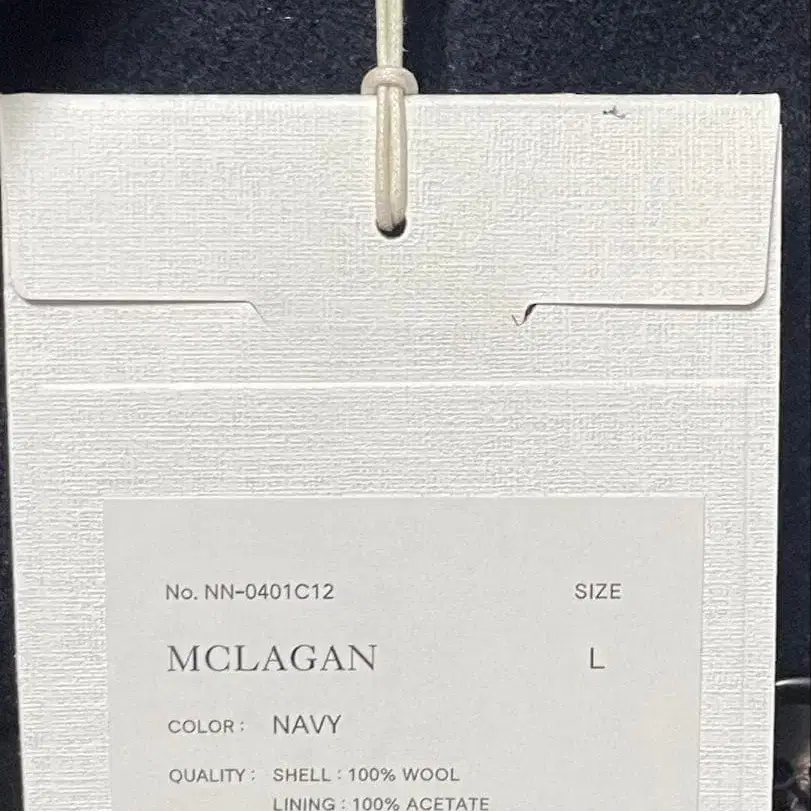 No. NN-0401C12 SIZE
MCLAGAN L
COLOR : NAVY
QUALITY : SHELL : 100% WOOL
LINING : 100% ACETATE